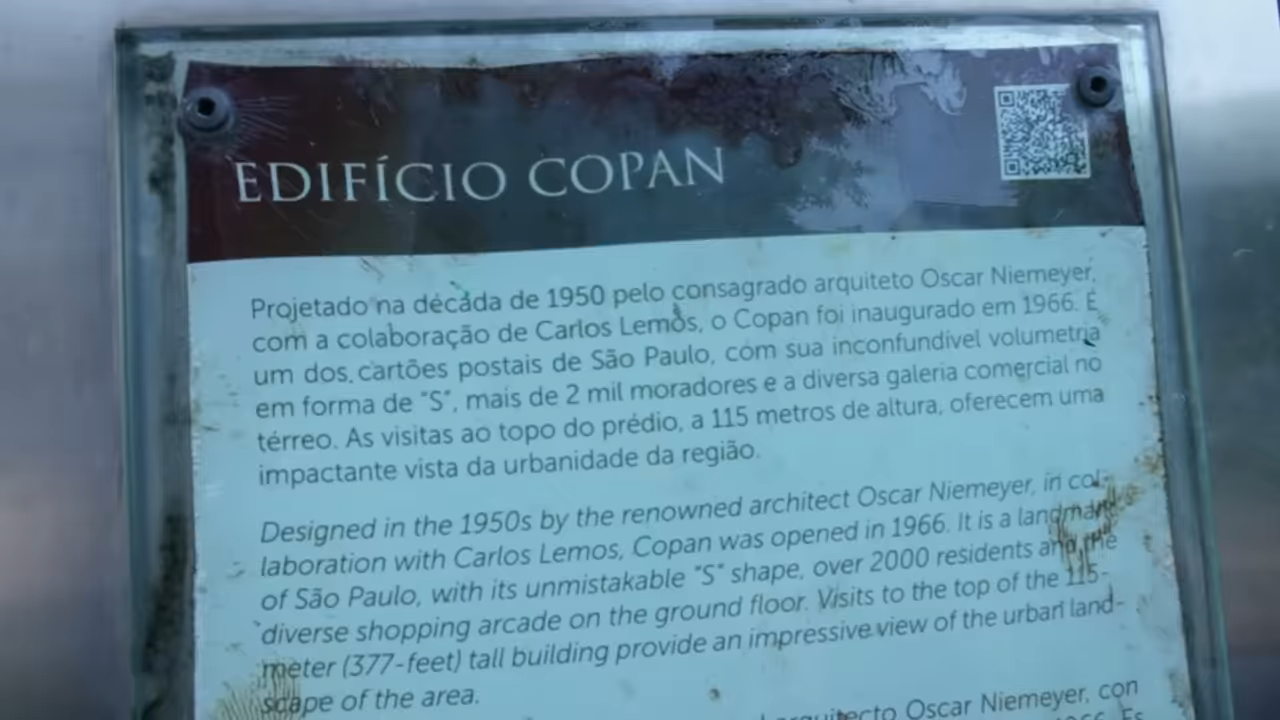 EDIFÍCIO COPAN
Projetado na década de 1950 pelo consagrado arquiteto Oscar Niemeyer,
com a colaboração de Carlos Lemos, o Copan foi inaugurado em 1966. É
um dos cartões postais de São Paulo, com sua inconfundível volumetria
em forma de "S", mais de 2 mil moradores e a diversa galeria comercial no
térreo. As visitas ao topo do prédio, a 115 metros de altura, oferecem uma
impactante vista da urbanidade da região.
Designed in the 1950s by the renowned architect Oscar Niemeyer, in col-
laboration with Carlos Lemos, Copan was opened in 1966. It is a landmark
of São Paulo, with its unmistakable "S" shape, over 2000 residents and the
diverse shopping arcade on the ground floor. Visits to the top of the 115-
meter (377-feet) tall building provide an impressive view of the urban land-
scape of the area.
arquitecto Oscar Niemeyer, con
Es